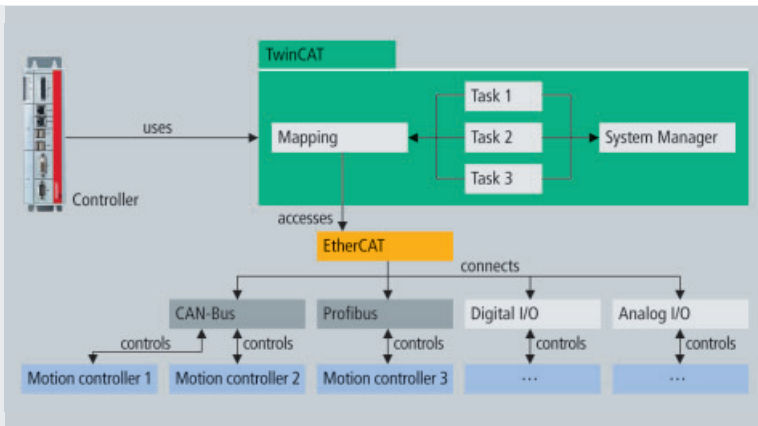 TwinCAT
Task 1
uses
Mapping
Task 2
System Manager
Task 3
Controller
accesses
EtherCAT
connects
CAN-Bus
Profibus
Digital I/O
Analog I/O
controls
controls
controls
controls
controls
Motion controller 1
Motion controller 2
Motion controller 3
...
...